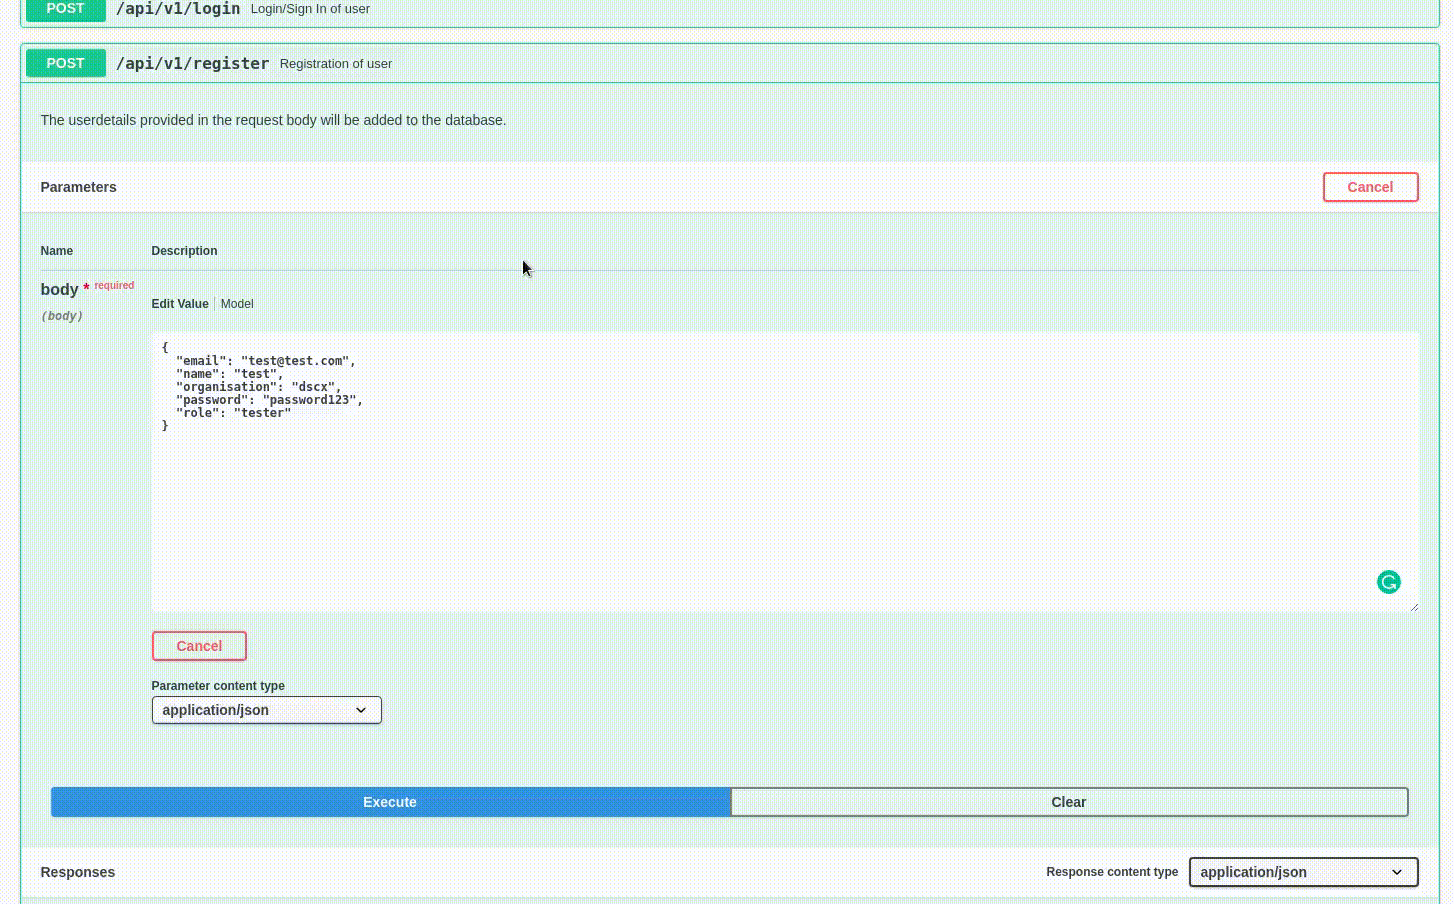 POST /api/v1/login Login/Sign In of user
POST /api/v1/register Registration of user
The userdetails provided in the request body will be added to the database.
Parameters Cancel
Name Description
body * required
(body)
Edit Value Model
{
  "email": "test@test.com",
  "name": "test",
  "organisation": "dscx",
  "password": "password123",
  "role": "tester"
}
Cancel
Parameter content type
application/json
Execute Clear
Responses Response content type application/json